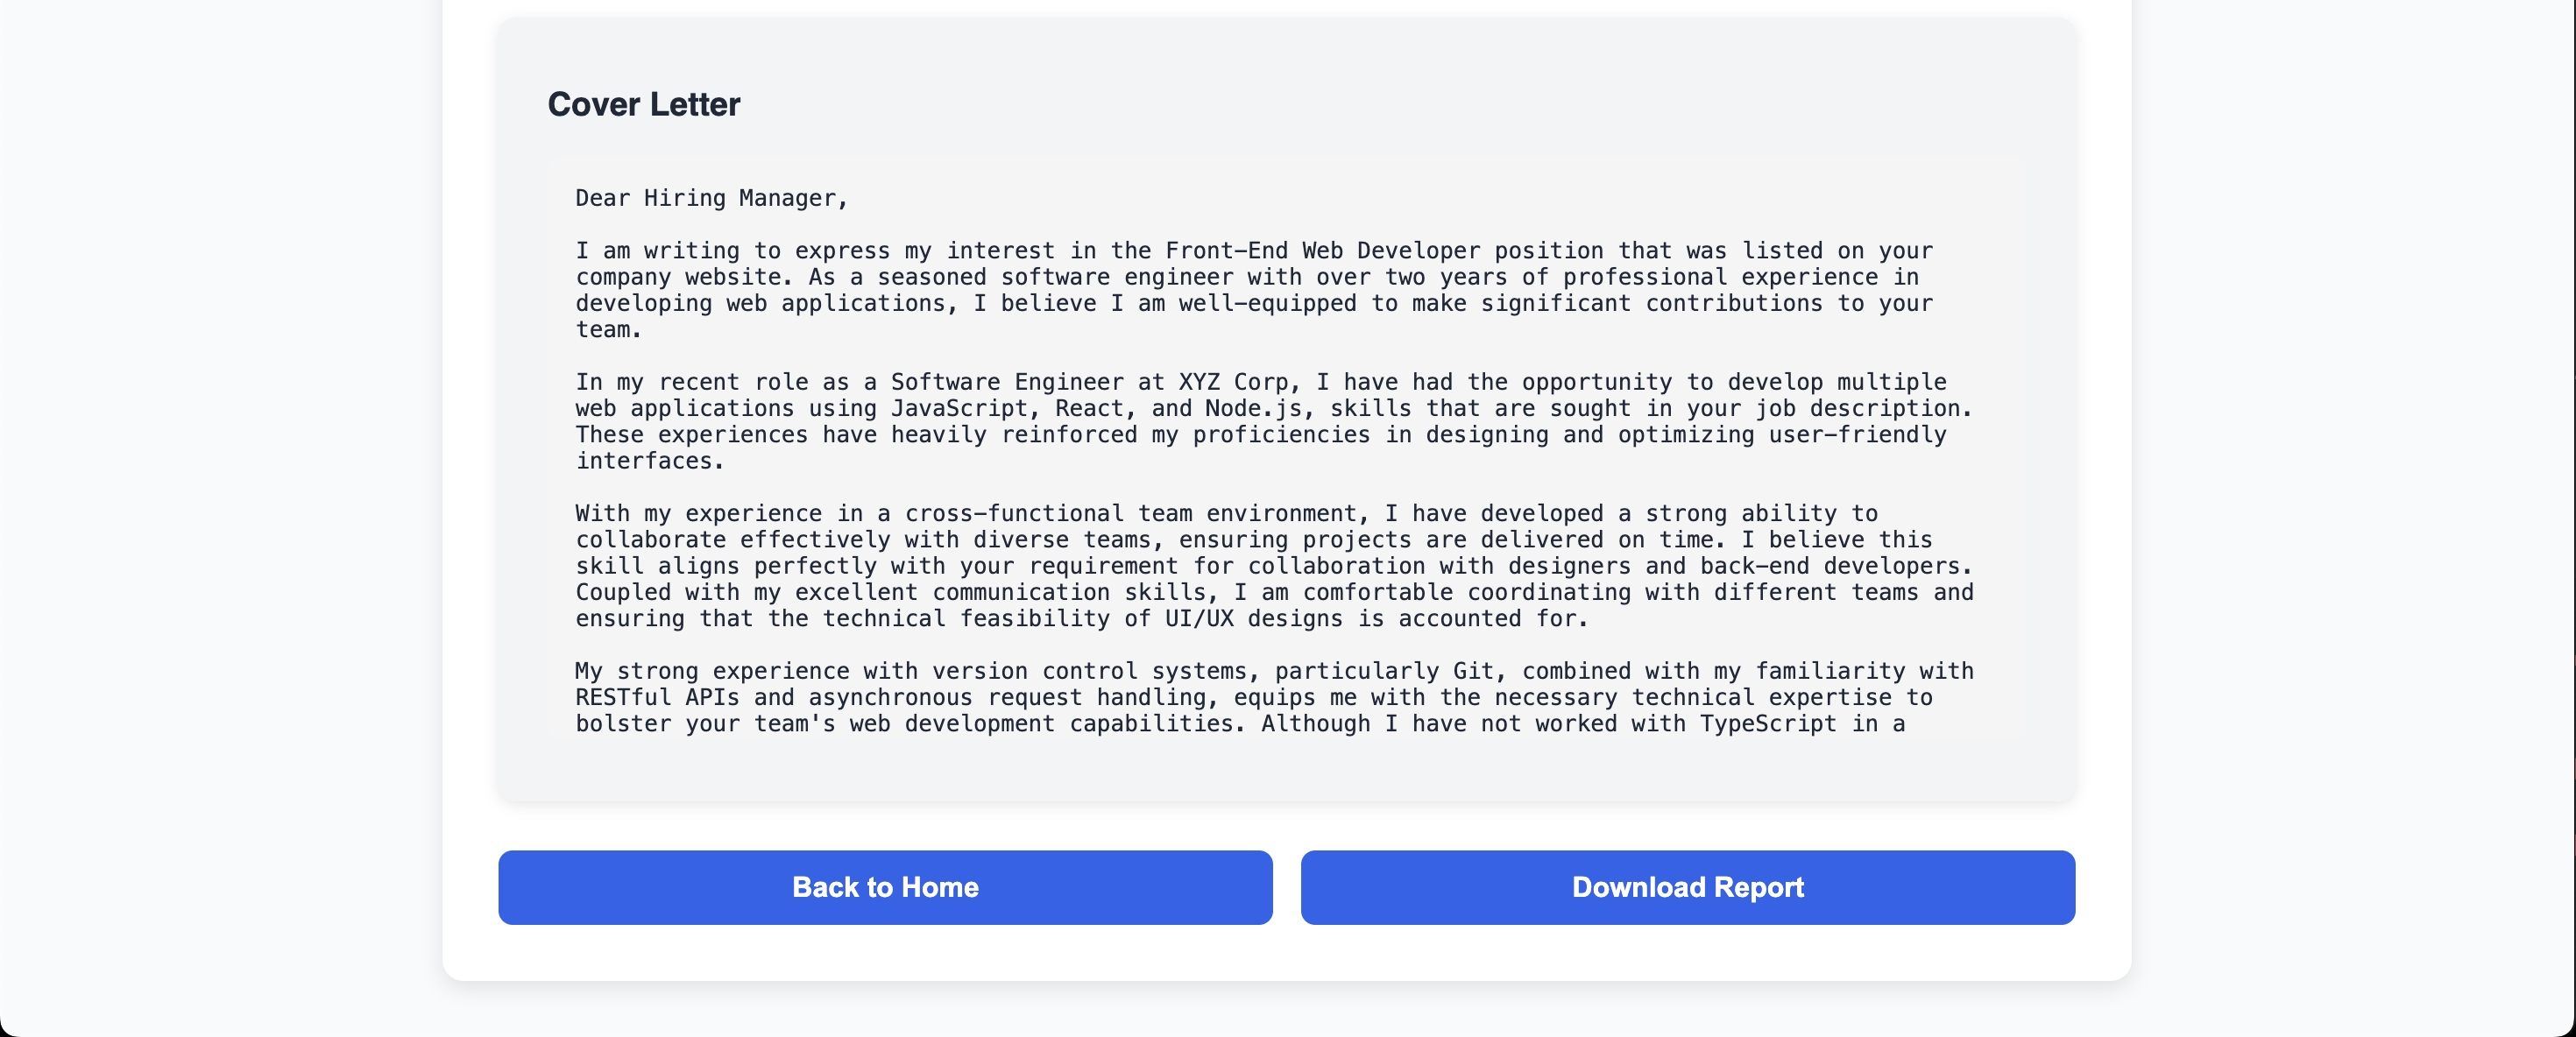 Cover Letter
Dear Hiring Manager,
I am writing to express my interest in the Front-End Web Developer position that was listed on your
company website. As a seasoned software engineer with over two years of professional experience in
developing web applications, I believe I am well-equipped to make significant contributions to your
team.
In my recent role as a Software Engineer at XYZ Corp, I have had the opportunity to develop multiple
web applications using JavaScript, React, and Node.js, skills that are sought in your job description.
These experiences have heavily reinforced my proficiencies in designing and optimizing user-friendly
interfaces.
With my experience in a cross-functional team environment, I have developed a strong ability to
collaborate effectively with diverse teams, ensuring projects are delivered on time. I believe this
skill aligns perfectly with your requirement for collaboration with designers and back-end developers.
Coupled with my excellent communication skills, I am comfortable coordinating with different teams and
ensuring that the technical feasibility of UI/UX designs is accounted for.
My strong experience with version control systems, particularly Git, combined with my familiarity with
RESTful APIs and asynchronous request handling, equips me with the necessary technical expertise to
bolster your team's web development capabilities. Although I have not worked with TypeScript in a
Back to Home
Download Report